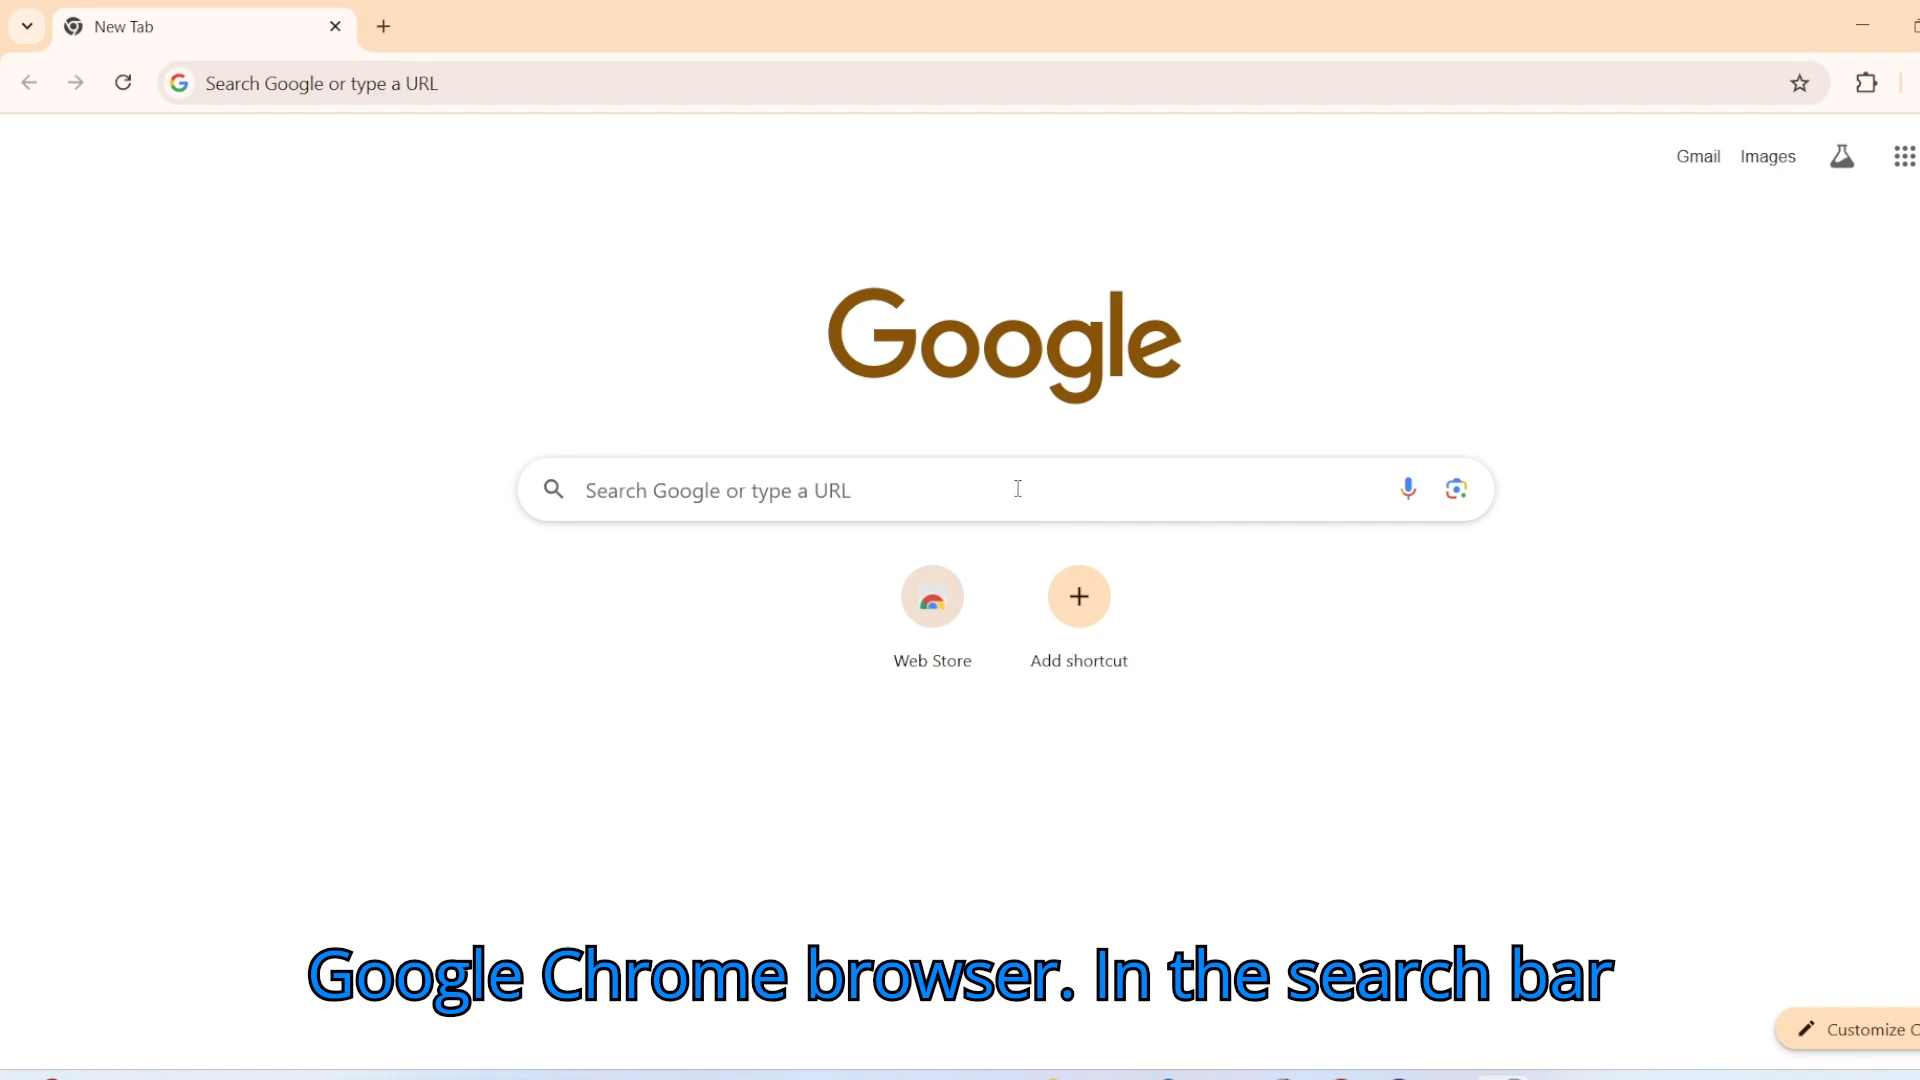 New Tab
Search Google or type a URL
Gmail Images
Google
Search Google or type a URL
Web Store Add shortcut
Google Chrome browser. In the search bar
Customize C